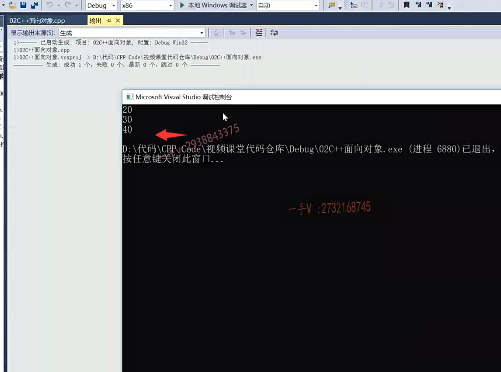 Debug
x86
本地 Windows 调试器
自动
02C++面向对象.cpp
输出
显示输出来源(S): 生成
1>------ 已启动生成: 项目: 02C++面向对象, 配置: Debug Win32 ------
1>02C++面向对象.cpp
1>02C++面向对象.vcxproj -> D:\代码\CPP Code\视频课堂代码仓库\Debug\02C++面向对象.exe
========== 生成: 成功 1 个，失败 0 个，最新 0 个，跳过 0 个 ==========
Microsoft Visual Studio 调试控制台
20
30
40
2938843375
D:\代码\CPP Code\视频课堂代码仓库\Debug\02C++面向对象.exe (进程 6880)已退出，
按任意键关闭此窗口...
一手V :2732168745